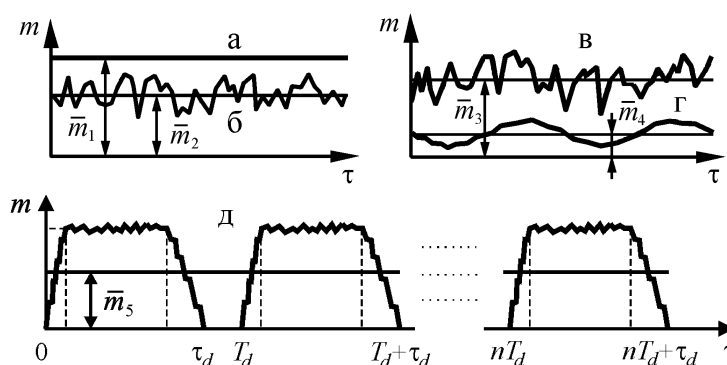 m а
m̅₁ m̅₂ б
τ
m в
m̅₃ m̅₄ г
τ
m д
m̅₅
0 τd Td Td+τd nTd nTd+τd